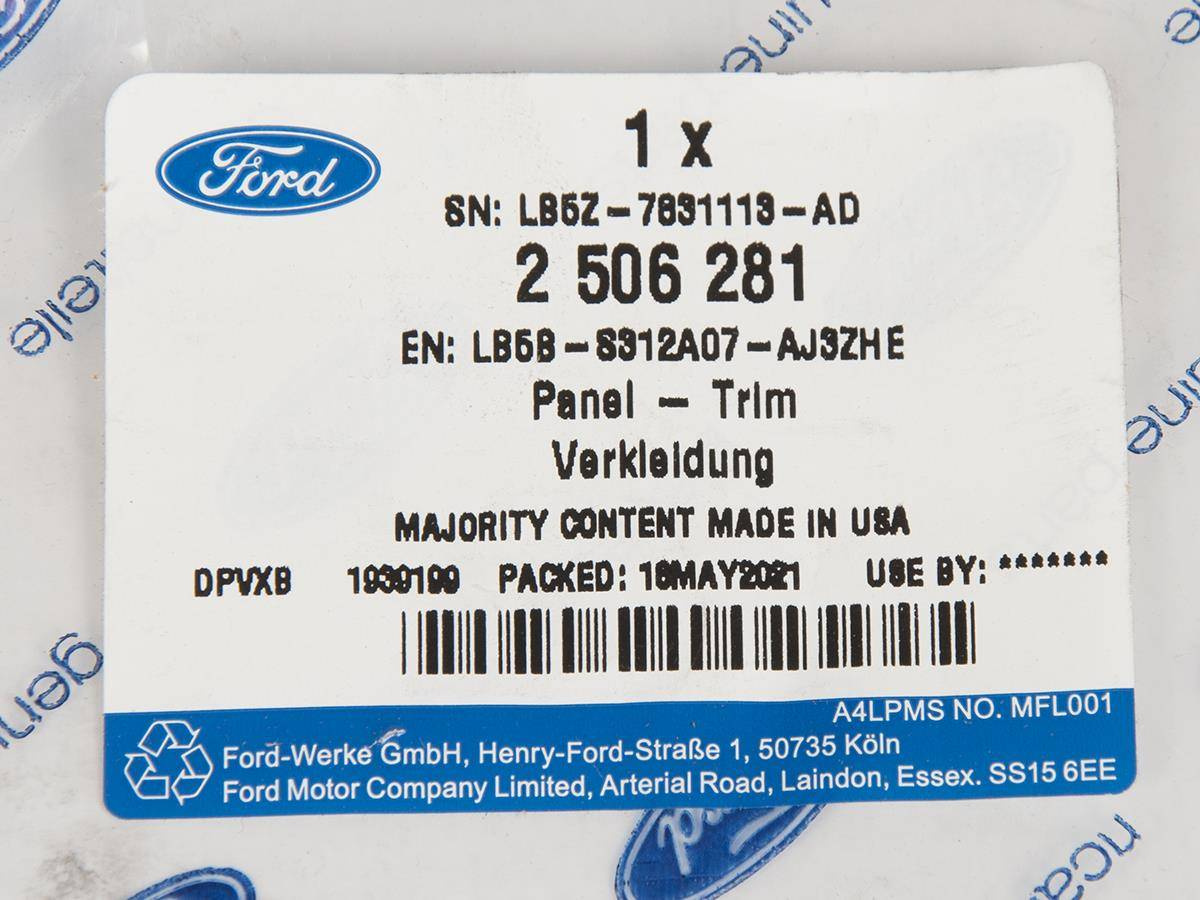 Ford
1 x
SN: LB5Z-7831113-AD
2 506 281
EN: LB5B-S312A07-AJ3ZHE
Panel - Trim
Verkleidung
MAJORITY CONTENT MADE IN USA
DPVXB 1939199 PACKED: 18MAY2021 USE BY: *******
A4LPMS NO. MFL001
Ford-Werke GmbH, Henry-Ford-Straße 1, 50735 Köln
Ford Motor Company Limited, Arterial Road, Laindon, Essex. SS15 6EE